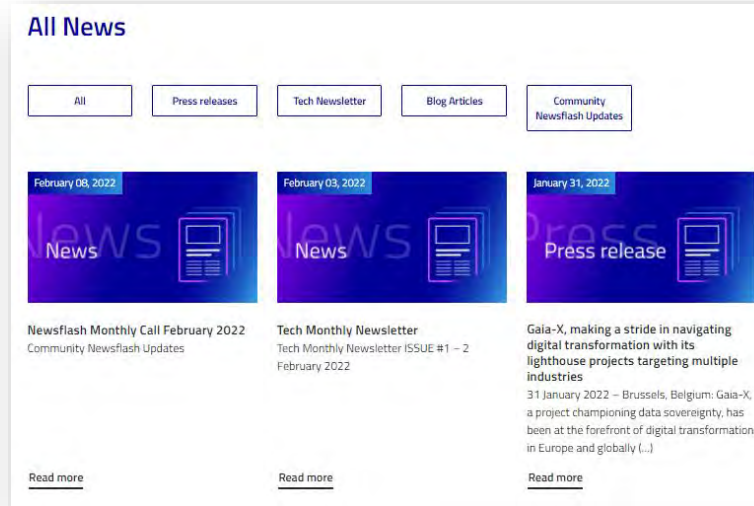 All News
All
Press releases
Tech Newsletter
Blog Articles
Community
Newsflash Updates
February 08, 2022
News
News
February 03, 2022
News
News
January 31, 2022
Press
Press release
Newsflash Monthly Call February 2022
Community Newsflash Updates
Read more
Tech Monthly Newsletter
Tech Monthly Newsletter ISSUE #1 – 2
February 2022
Read more
Gaia-X, making a stride in navigating
digital transformation with its
lighthouse projects targeting multiple
industries
31 January 2022 – Brussels, Belgium: Gaia-X,
a project championing data sovereignty, has
been at the forefront of digital transformation
in Europe and globally (...)
Read more